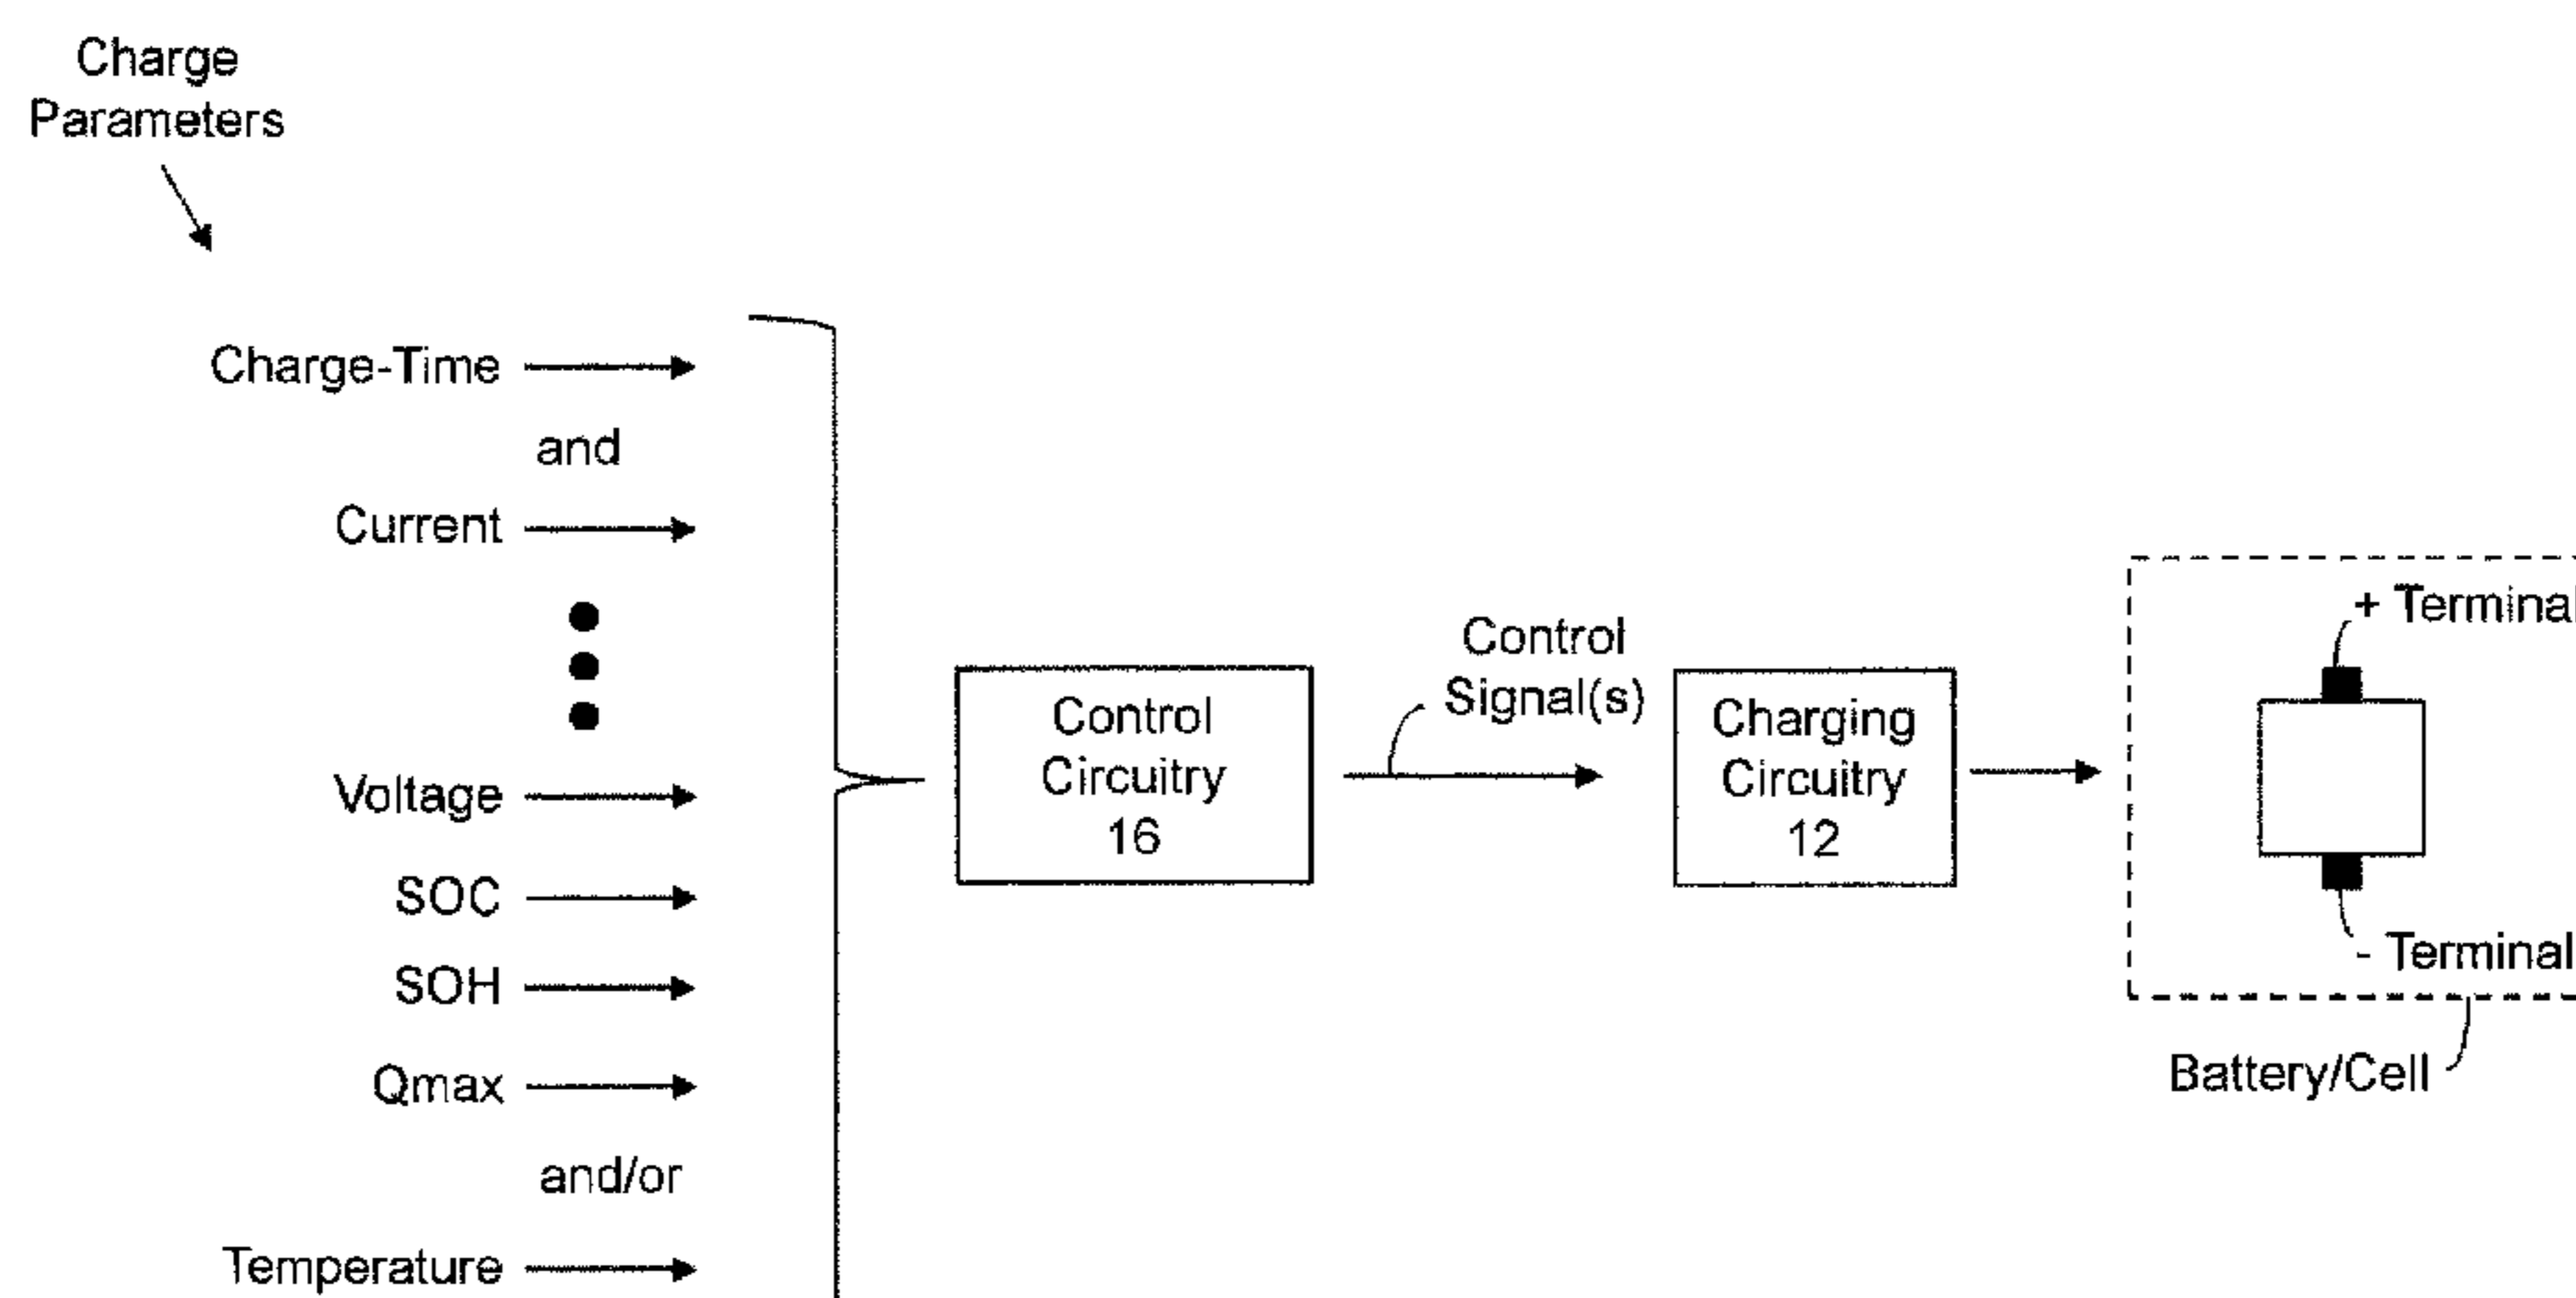 Charge
Parameters
Charge-Time
and
Current
Voltage
SOC
SOH
Qmax
and/or
Temperature
Control
Circuitry
16
Control
Signal(s)
Charging
Circuitry
12
+ Terminal
- Terminal
Battery/Cell